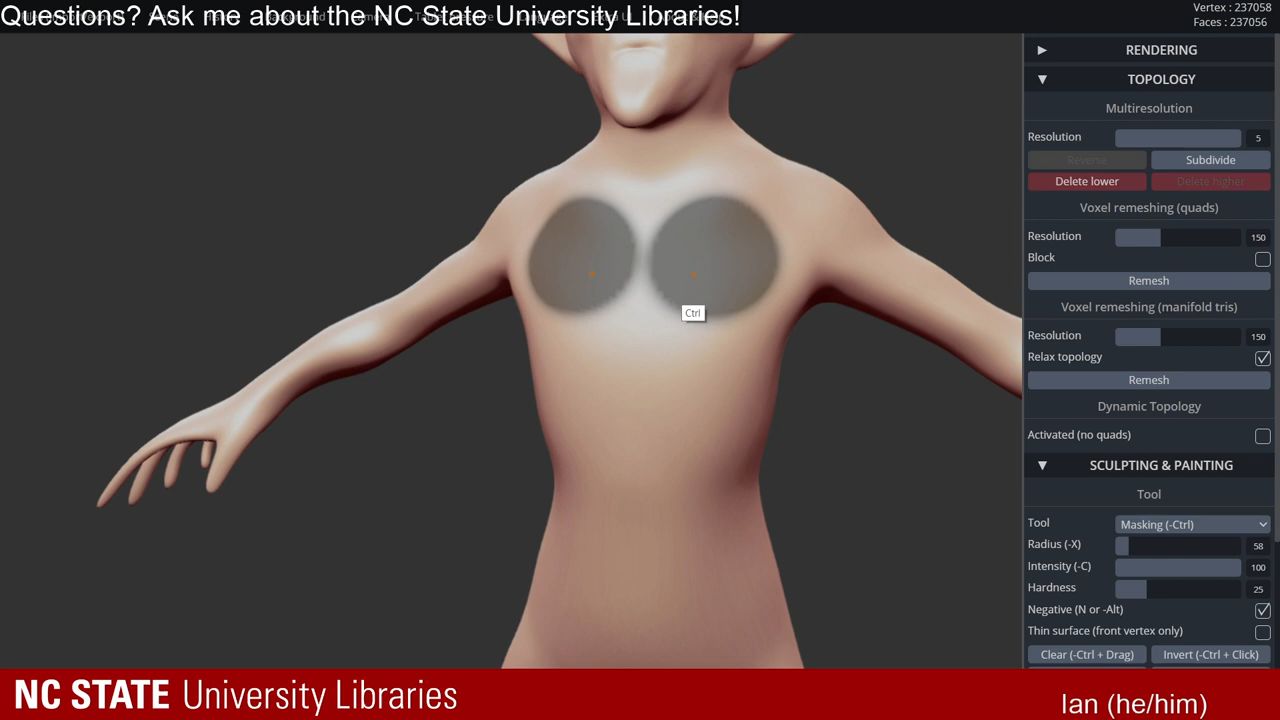 Questions? Ask me about the NC State University Libraries!
Vertex : 237058
Faces : 237056
RENDERING
TOPOLOGY
Multiresolution
Resolution 5
Reverse Subdivide
Delete lower Delete higher
Voxel remeshing (quads)
Resolution 150
Block
Remesh
Voxel remeshing (manifold tris)
Resolution 150
Relax topology
Remesh
Dynamic Topology
Activated (no quads)
SCULPTING & PAINTING
Tool
Tool Masking (-Ctrl)
Radius (-X) 58
Intensity (-C) 100
Hardness 25
Negative (N or -Alt)
Thin surface (front vertex only)
Clear (-Ctrl + Drag) Invert (-Ctrl + Click)
Ctrl
NC STATE University Libraries
Ian (he/him)